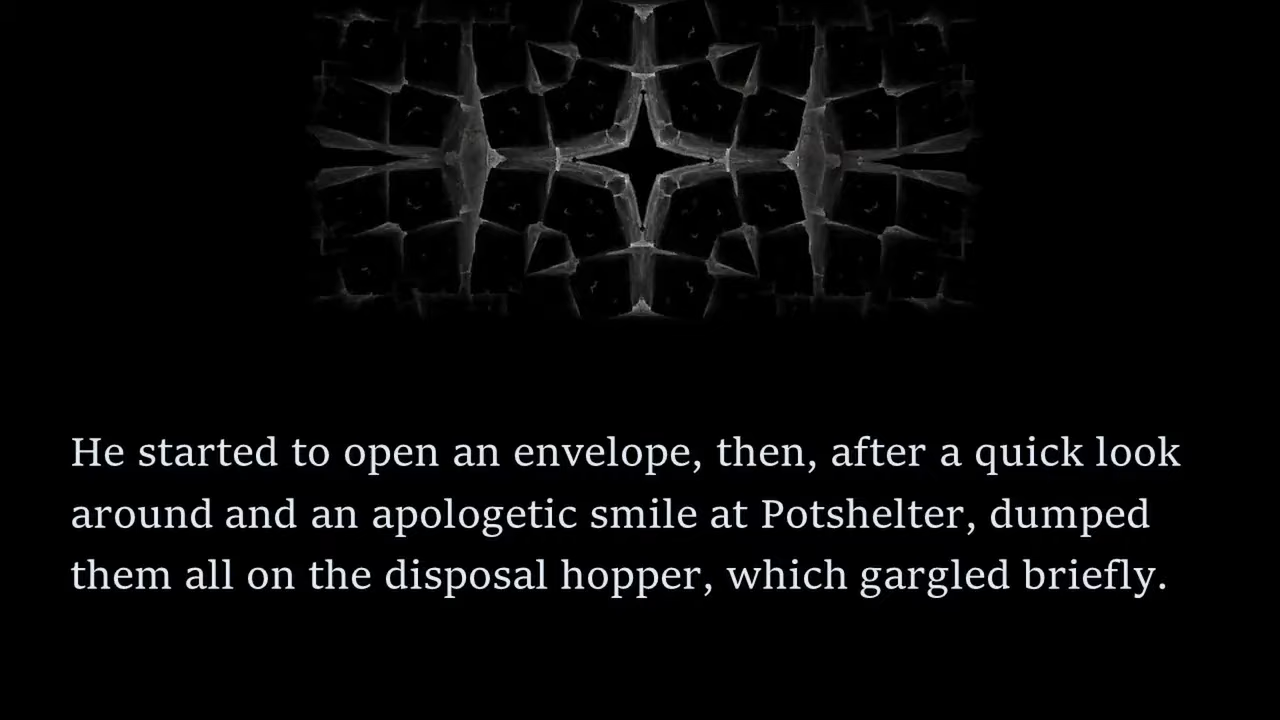 He started to open an envelope, then, after a quick look
around and an apologetic smile at Potshelter, dumped
them all on the disposal hopper, which gargled briefly.